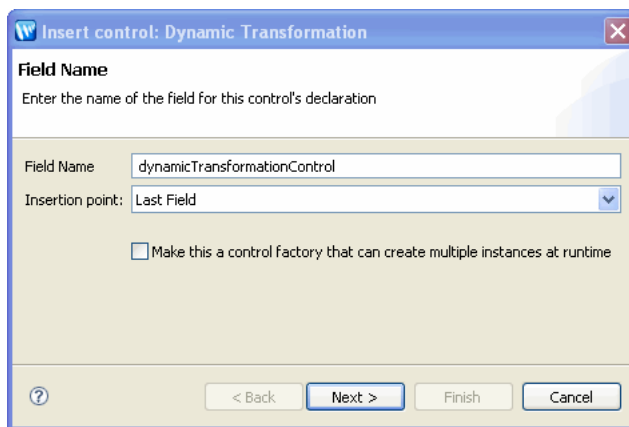 Insert control: Dynamic Transformation
Field Name
Enter the name of the field for this control's declaration
Field Name dynamicTransformationControl
Insertion point: Last Field
Make this a control factory that can create multiple instances at runtime
? < Back Next > Finish Cancel